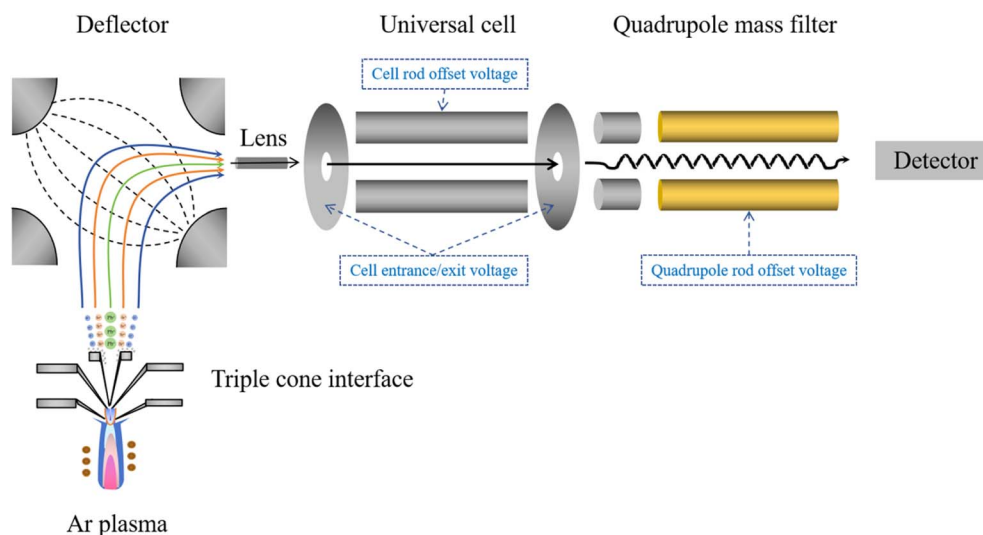 Deflector
Universal cell
Quadrupole mass filter
Cell rod offset voltage
Lens
Detector
Cell entrance/exit voltage
Quadrupole rod offset voltage
Triple cone interface
Ar plasma